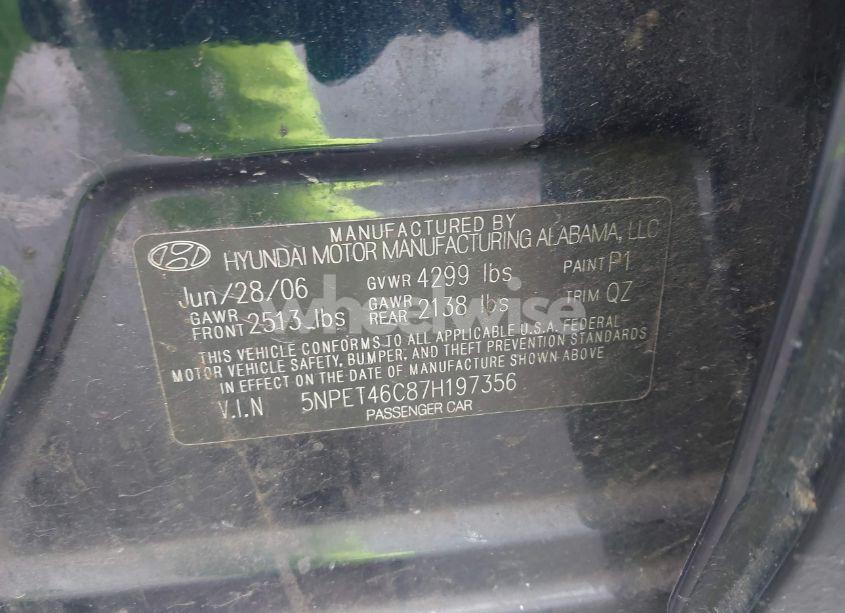 MANUFACTURED BY
HYUNDAI MOTOR MANUFACTURING ALABAMA, LLC
Jun/28/06 GVWR 4299 lbs PAINT P1
GAWR FRONT 2513 lbs GAWR REAR 2138 lbs TRIM QZ
THIS VEHICLE CONFORMS TO ALL APPLICABLE U.S.A. FEDERAL
MOTOR VEHICLE SAFETY, BUMPER, AND THEFT PREVENTION STANDARDS
IN EFFECT ON THE DATE OF MANUFACTURE SHOWN ABOVE
V.I.N 5NPET46C87H197356
PASSENGER CAR
wheelwise